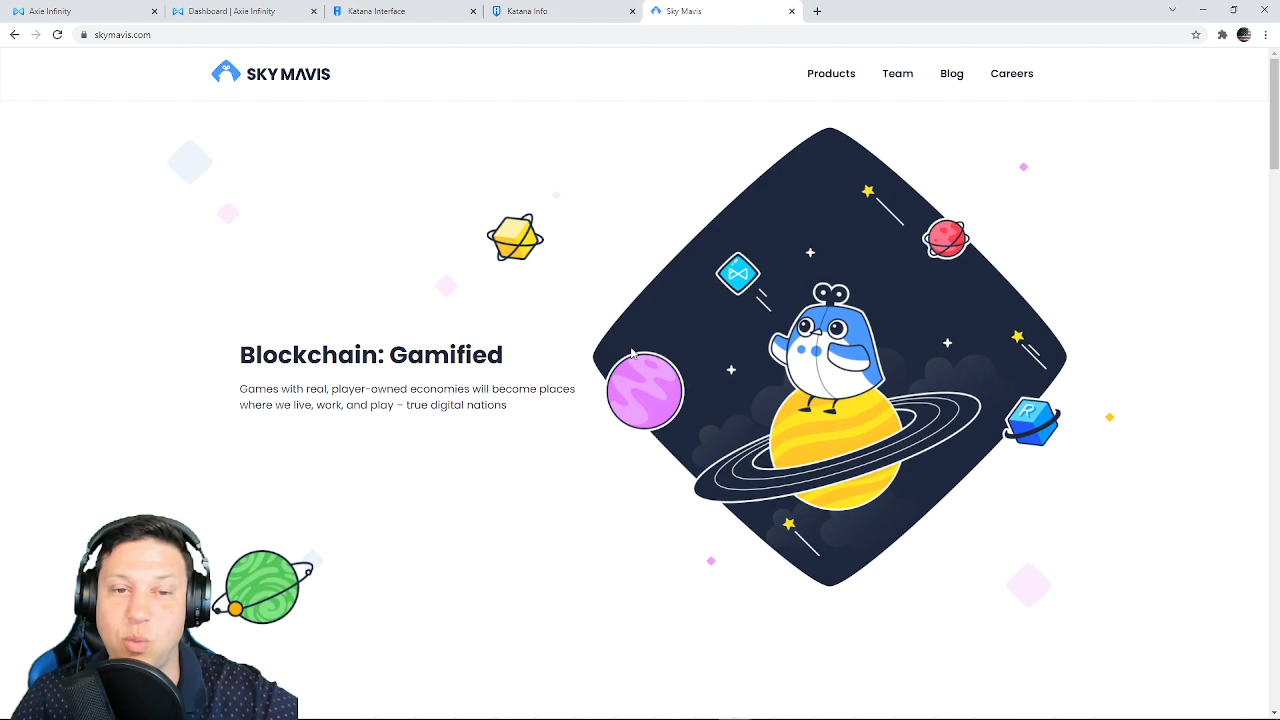 Axie Infinity
Dashboard | Axie Infinity
Katana Interface
Katana Info
Sky Mavis
skymavis.com
SKY MAVIS
Products
Team
Blog
Careers
R
Blockchain: Gamified
Games with real, player-owned economies will become places
where we live, work, and play – true digital nations